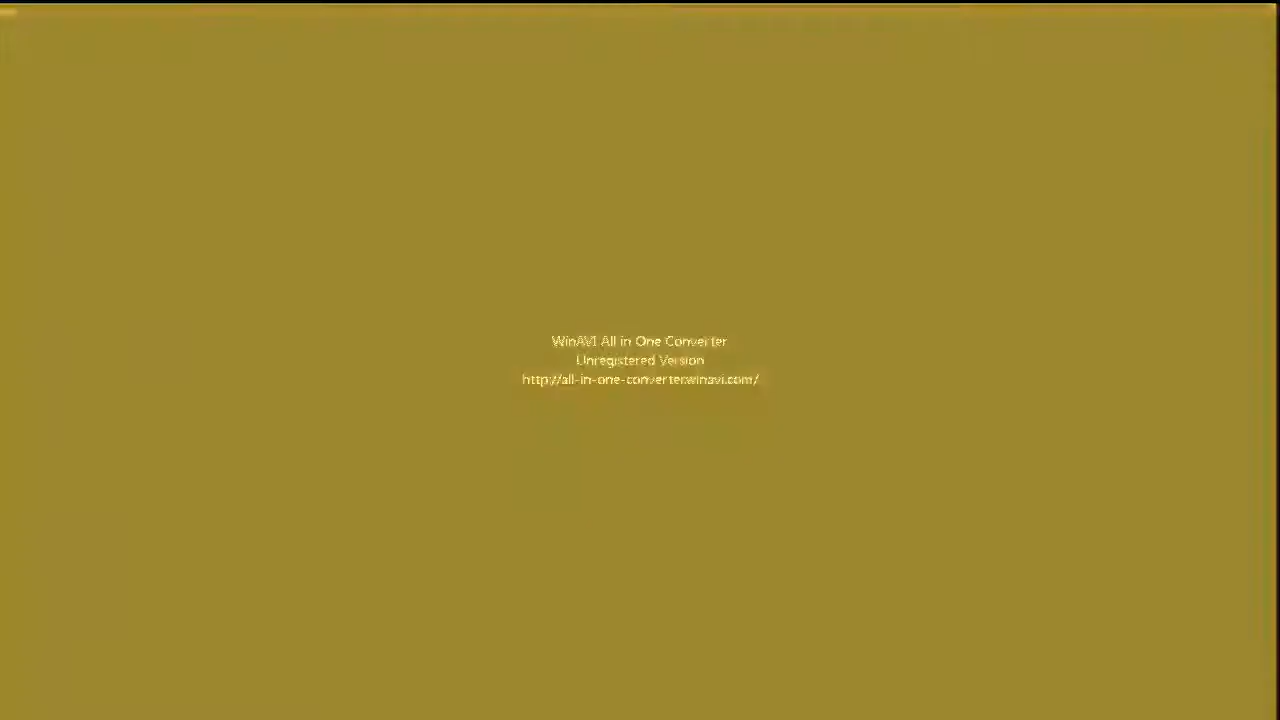 WinAVI All in One Converter
Unregistered Version
http://all-in-one-converter.winavi.com/